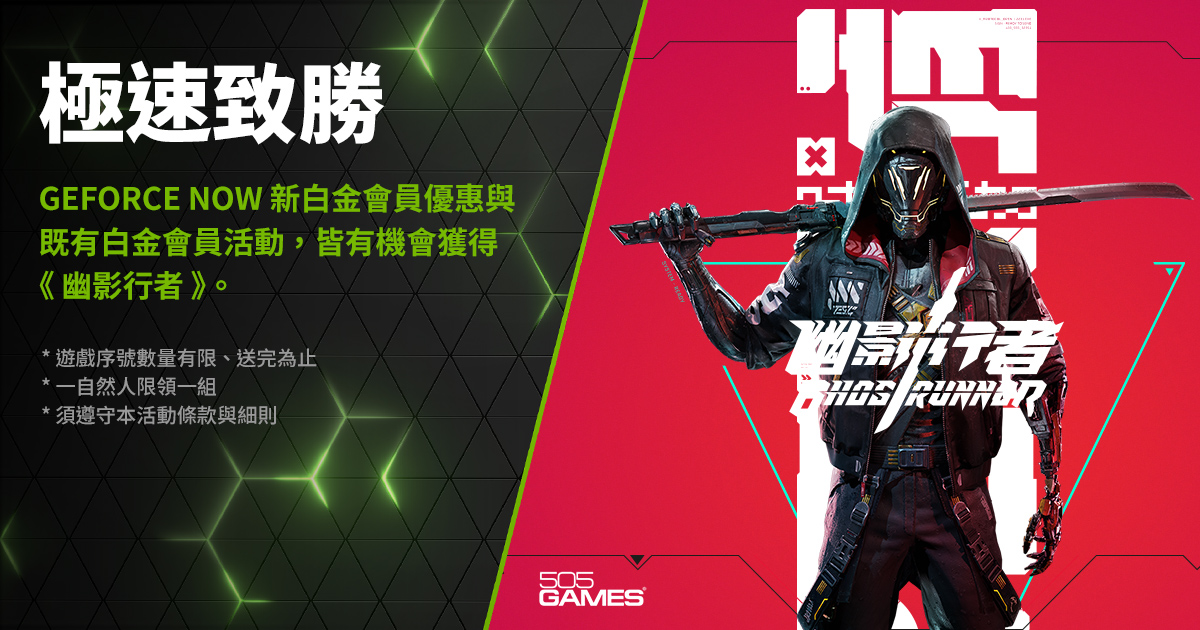 極速致勝
GEFORCE NOW 新白金會員優惠與
既有白金會員活動，皆有機會獲得
《 幽影行者 》。
* 遊戲序號數量有限、送完為止
* 一自然人限領一組
* 須遵守本活動條款與細則
幽影行者
GHOSTRUNNER
SYSTEM READY
505
GAMES